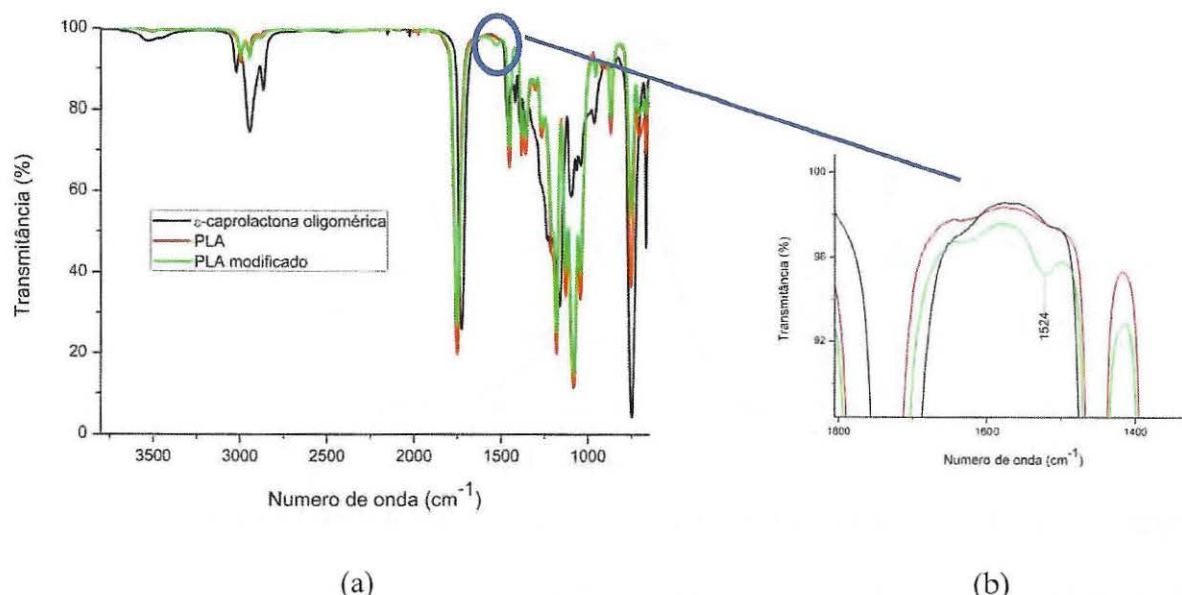 100
80
60
40
20
0
Transmitância (%)
ε-caprolactona oligomérica
PLA
PLA modificado
3500
3000
2500
2000
1500
1000
Numero de onda (cm⁻¹)
(a)
100
98
96
92
Transmitância (%)
1524
1800
1600
1400
Numero de onda (cm⁻¹)
(b)